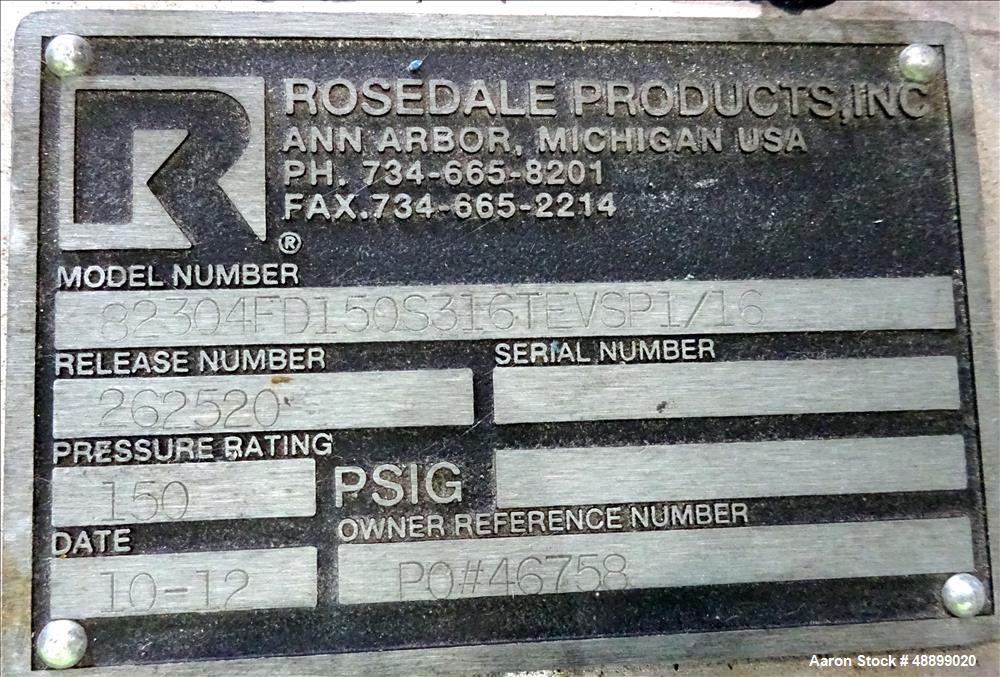 R
ROSEDALE PRODUCTS, INC
ANN ARBOR, MICHIGAN USA
PH. 734-665-8201
FAX.734-665-2214
®
MODEL NUMBER
82304FD150S316TEVSP1/16
RELEASE NUMBER
262520
SERIAL NUMBER
PRESSURE RATING
150
PSIG
DATE
10-12
OWNER REFERENCE NUMBER
PO#46758
Aaron Stock # 48899020